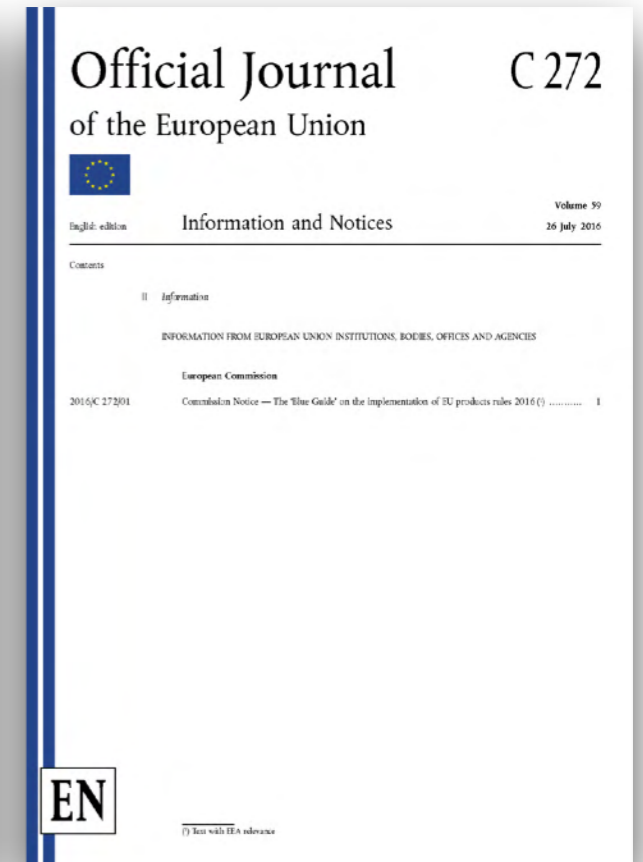 Official Journal C 272
of the European Union
Volume 59
English edition Information and Notices 26 July 2016
Contents
II Information
INFORMATION FROM EUROPEAN UNION INSTITUTIONS, BODIES, OFFICES AND AGENCIES
European Commission
2016/C 272/01 Commission Notice — The ‘Blue Guide’ on the implementation of EU products rules 2016 (¹) ........... 1
EN
(¹) Text with EEA relevance